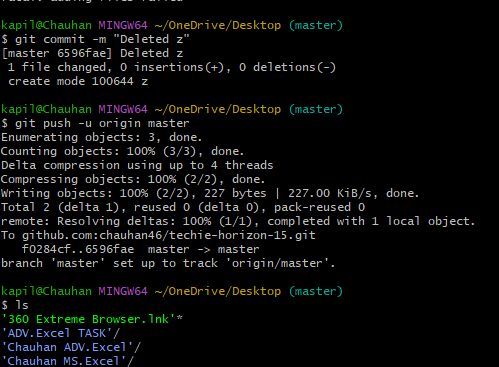 kapil@Chauhan MINGW64 ~/OneDrive/Desktop (master)
$ git commit -m "Deleted z"
[master 6596fae] Deleted z
 1 file changed, 0 insertions(+), 0 deletions(-)
 create mode 100644 z

kapil@Chauhan MINGW64 ~/OneDrive/Desktop (master)
$ git push -u origin master
Enumerating objects: 3, done.
Counting objects: 100% (3/3), done.
Delta compression using up to 4 threads
Compressing objects: 100% (2/2), done.
Writing objects: 100% (2/2), 227 bytes | 227.00 KiB/s, done.
Total 2 (delta 1), reused 0 (delta 0), pack-reused 0
remote: Resolving deltas: 100% (1/1), completed with 1 local object.
To github.com:chauhan46/techie-horizon-15.git
   f0284cf..6596fae  master -> master
branch 'master' set up to track 'origin/master'.

kapil@Chauhan MINGW64 ~/OneDrive/Desktop (master)
$ ls
'360 Extreme Browser.lnk'*
'ADV.Excel TASK'/
'Chauhan ADV.Excel'/
'Chauhan MS.Excel'/